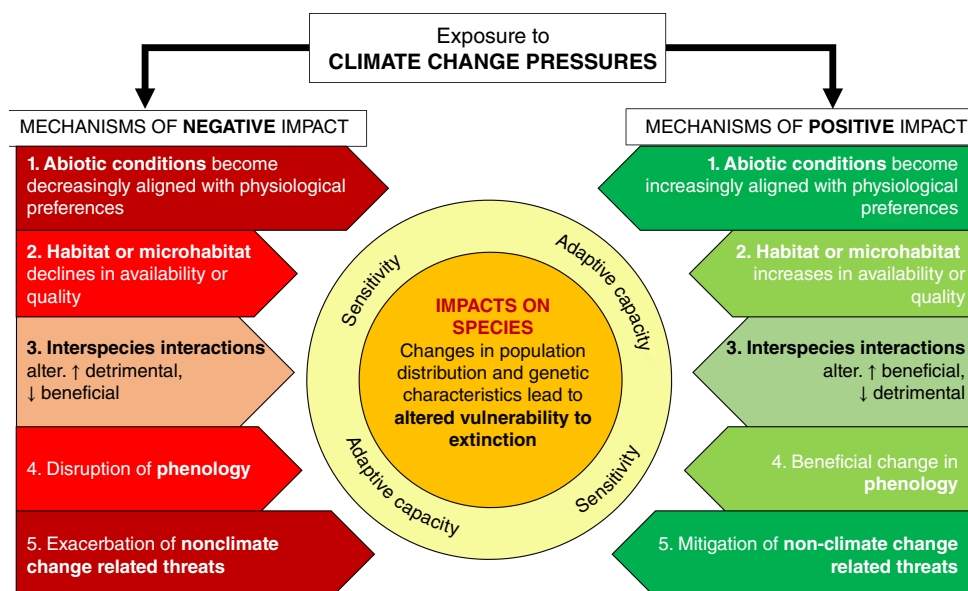 Exposure to
CLIMATE CHANGE PRESSURES
MECHANISMS OF NEGATIVE IMPACT
1. Abiotic conditions become
decreasingly aligned with physiological
preferences
2. Habitat or microhabitat
declines in availability or
quality
3. Interspecies interactions
alter. ↑ detrimental,
↓ beneficial
4. Disruption of phenology
5. Exacerbation of nonclimate
change related threats
Sensitivity
Adaptive capacity
IMPACTS ON
SPECIES
Changes in population
distribution and genetic
characteristics lead to
altered vulnerability to
extinction
Adaptive capacity
Sensitivity
MECHANISMS OF POSITIVE IMPACT
1. Abiotic conditions become
increasingly aligned with physiological
preferences
2. Habitat or microhabitat
increases in availability or
quality
3. Interspecies interactions
alter. ↑ beneficial,
↓ detrimental
4. Beneficial change in
phenology
5. Mitigation of non-climate change
related threats